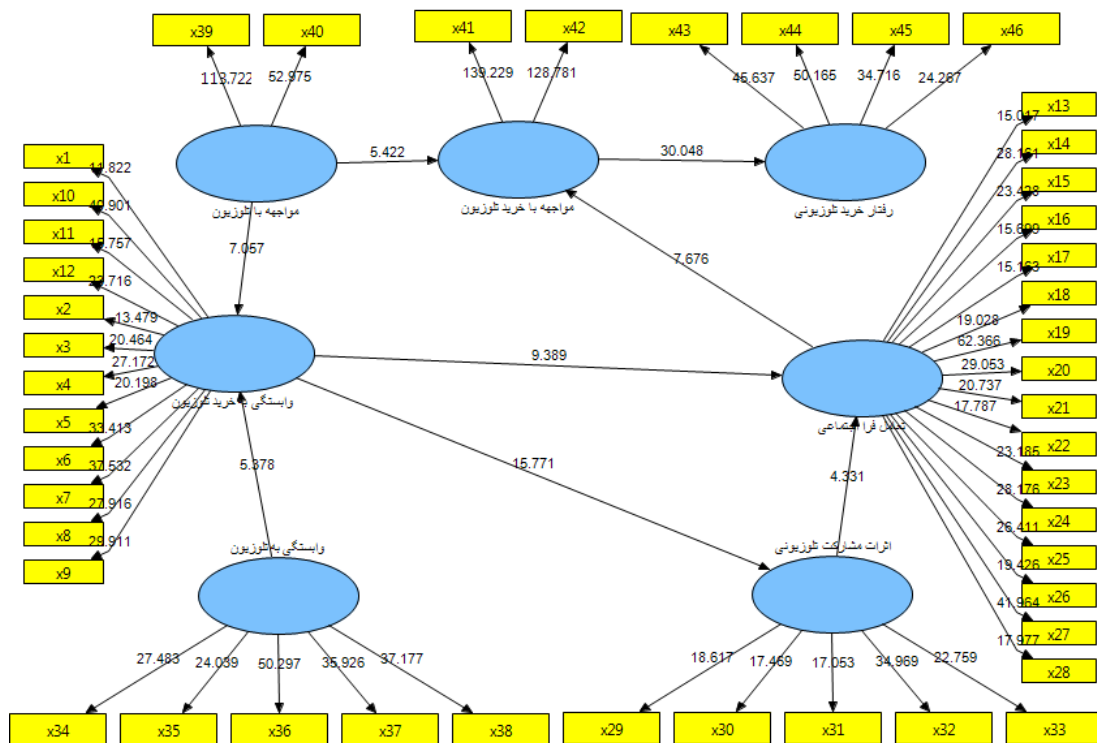 x39
x40
x41
x42
x43
x44
x45
x46
113.722
52.975
139.229
128.781
45.637
50.165
34.716
24.267
مواجهه با تلوزیون
5.422
مواجهه با خرید تلوزیون
30.048
رفتار خرید تلوزیونی
7.057
7.676
x1
x10
x11
x12
x2
x3
x4
x5
x6
x7
x8
x9
11.822
40.901
22.716
13.479
20.464
27.172
20.198
33.413
37.532
27.916
29.911
وابستگی به خرید تلوزیون
9.389
15.771
5.378
4.331
x13
x14
x15
x16
x17
x18
x19
x20
x21
x22
x23
x24
x25
x26
x27
x28
15.017
28.161
23.428
15.163
19.028
62.366
29.053
20.737
17.787
23.185
28.176
26.411
19.426
41.964
17.977
تعامل فرا اجتماعی
وابستگی به تلوزیون
27.483
24.039
50.297
35.926
37.177
x34
x35
x36
x37
x38
اثرات مشارکت تلوزیونی
18.617
17.469
17.053
34.969
22.759
x29
x30
x31
x32
x33